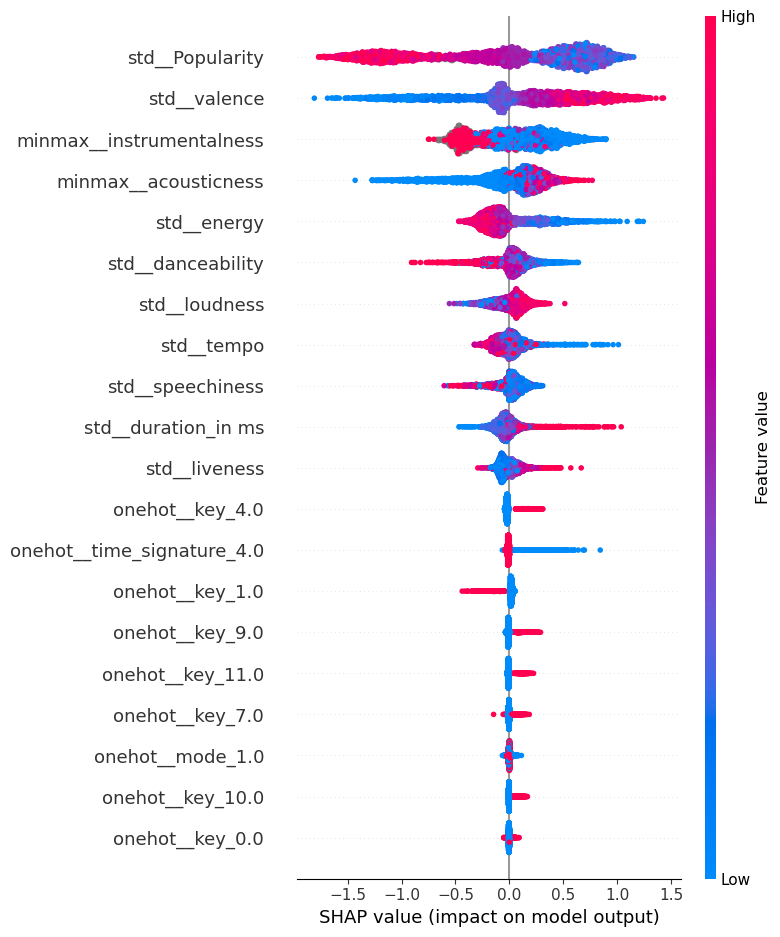 High
std__Popularity
std__valence
minmax__instrumentalness
minmax__acousticness
std__energy
std__danceability
std__loudness
std__tempo
std__speechiness
std__duration_in ms
std__liveness
onehot__key_4.0
onehot__time_signature_4.0
onehot__key_1.0
onehot__key_9.0
onehot__key_11.0
onehot__key_7.0
onehot__mode_1.0
onehot__key_10.0
onehot__key_0.0
Feature value
Low
−1.5 −1.0 −0.5 0.0 0.5 1.0 1.5
SHAP value (impact on model output)